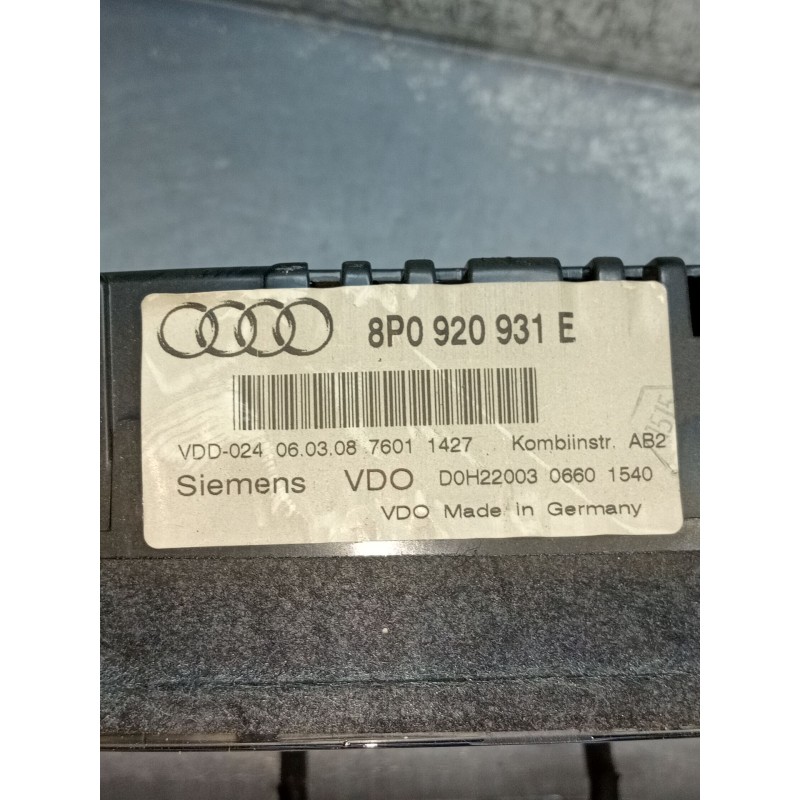 8P0 920 931 E
VDD-024 06.03.08 7601 1427 Kombiinstr. AB2
Siemens VDO D0H22003 0660 1540
VDO Made in Germany